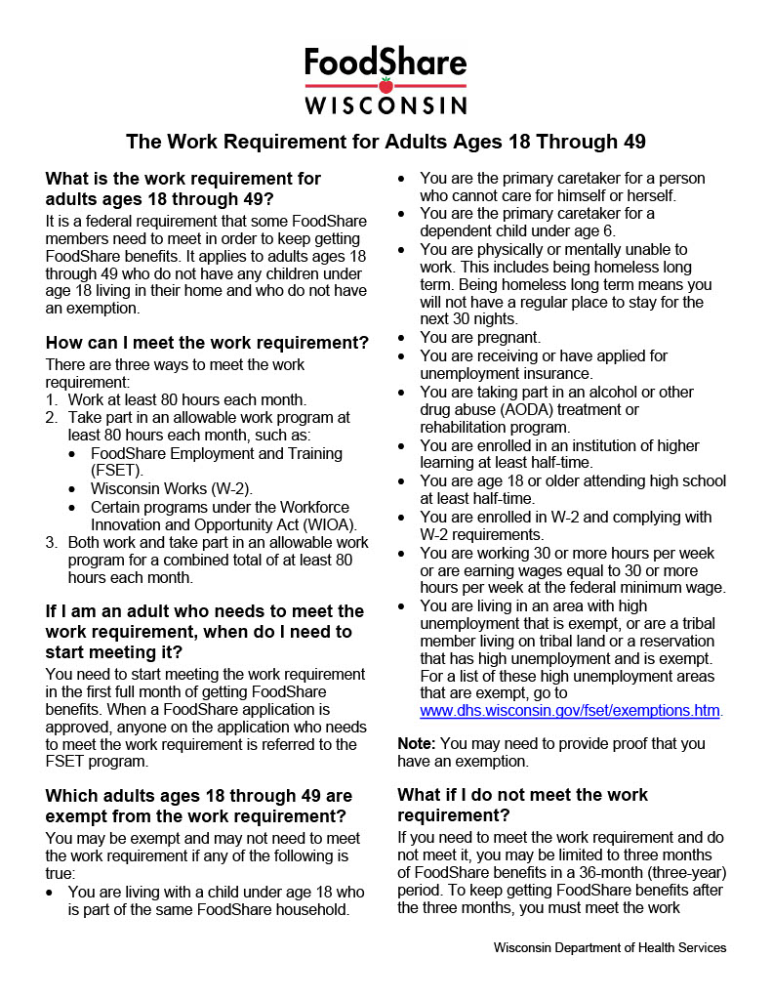 FoodShare
WISCONSIN
The Work Requirement for Adults Ages 18 Through 49
What is the work requirement for
adults ages 18 through 49?
It is a federal requirement that some FoodShare
members need to meet in order to keep getting
FoodShare benefits. It applies to adults ages 18
through 49 who do not have any children under
age 18 living in their home and who do not have
an exemption.
How can I meet the work requirement?
There are three ways to meet the work
requirement:
1. Work at least 80 hours each month.
2. Take part in an allowable work program at
least 80 hours each month, such as:
• FoodShare Employment and Training
(FSET).
• Wisconsin Works (W-2).
• Certain programs under the Workforce
Innovation and Opportunity Act (WIOA).
3. Both work and take part in an allowable work
program for a combined total of at least 80
hours each month.
If I am an adult who needs to meet the
work requirement, when do I need to
start meeting it?
You need to start meeting the work requirement
in the first full month of getting FoodShare
benefits. When a FoodShare application is
approved, anyone on the application who needs
to meet the work requirement is referred to the
FSET program.
Which adults ages 18 through 49 are
exempt from the work requirement?
You may be exempt and may not need to meet
the work requirement if any of the following is
true:
• You are living with a child under age 18 who
is part of the same FoodShare household.
• You are the primary caretaker for a person
who cannot care for himself or herself.
• You are the primary caretaker for a
dependent child under age 6.
• You are physically or mentally unable to
work. This includes being homeless long
term. Being homeless long term means you
will not have a regular place to stay for the
next 30 nights.
• You are pregnant.
• You are receiving or have applied for
unemployment insurance.
• You are taking part in an alcohol or other
drug abuse (AODA) treatment or
rehabilitation program.
• You are enrolled in an institution of higher
learning at least half-time.
• You are age 18 or older attending high school
at least half-time.
• You are enrolled in W-2 and complying with
W-2 requirements.
• You are working 30 or more hours per week
or are earning wages equal to 30 or more
hours per week at the federal minimum wage.
• You are living in an area with high
unemployment that is exempt, or are a tribal
member living on tribal land or a reservation
that has high unemployment and is exempt.
For a list of these high unemployment areas
that are exempt, go to
www.dhs.wisconsin.gov/fset/exemptions.htm.
Note: You may need to provide proof that you
have an exemption.
What if I do not meet the work
requirement?
If you need to meet the work requirement and do
not meet it, you may be limited to three months
of FoodShare benefits in a 36-month (three-year)
period. To keep getting FoodShare benefits after
the three months, you must meet the work
Wisconsin Department of Health Services